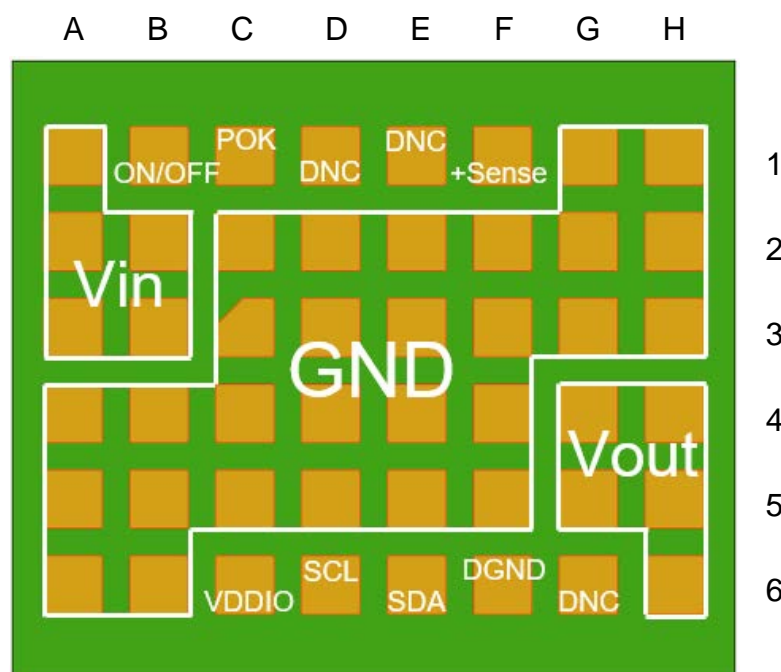 A B C D E F G H
POK DNC
ON/OFF DNC +Sense
1
2
Vin
3
GND
4
Vout
5
SCL DGND
6
VDDIO SDA DNC